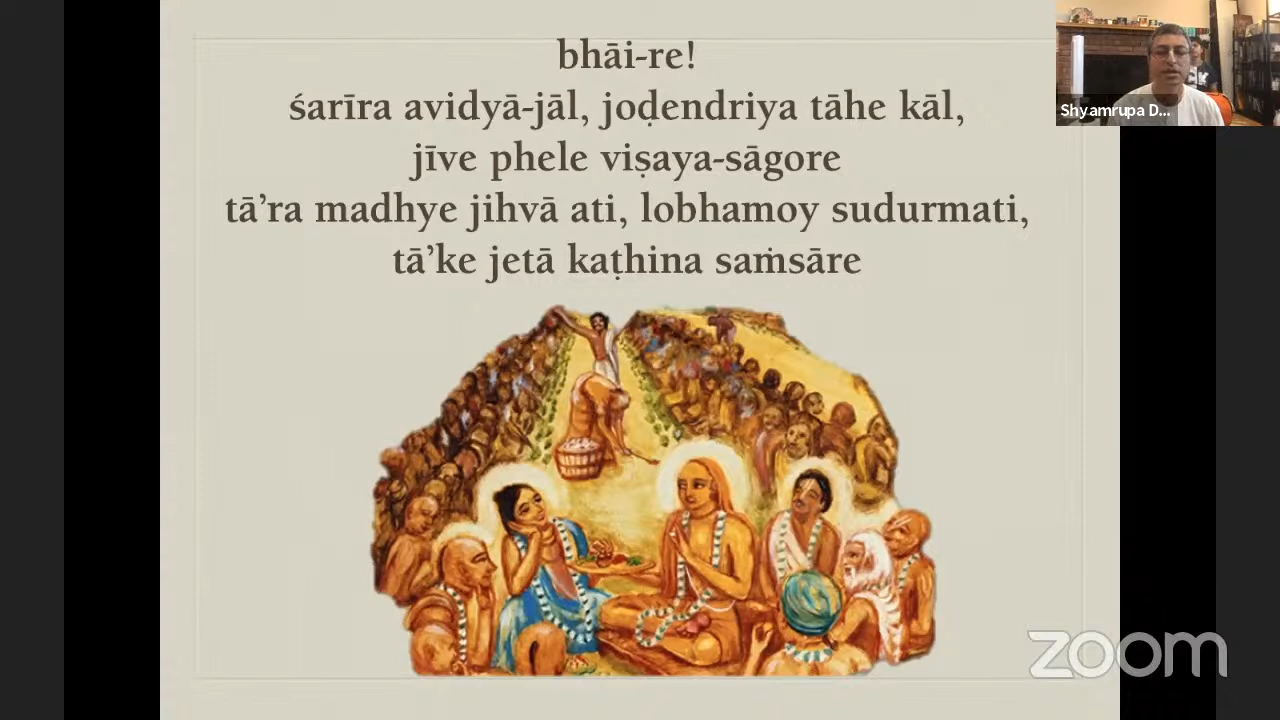 bhāi-re!
śarīra avidyā-jāl, joḍendriya tāhe kāl,
jīve phele viṣaya-sāgore
tā’ra madhye jihvā ati, lobhamoy sudurmati,
tā’ke jetā kaṭhina saṁsāre
Shyamrupa D...
zoom